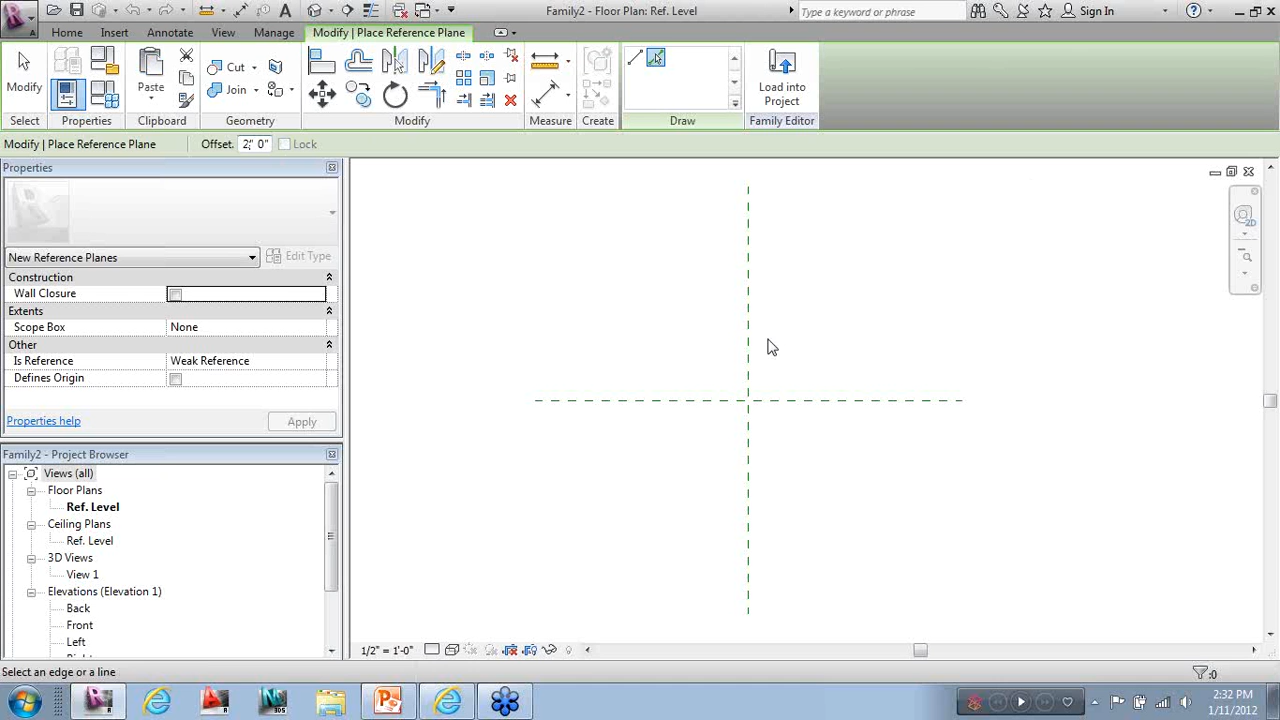 Family2 - Floor Plan: Ref. Level
Type a keyword or phrase
Sign In
Home
Insert
Annotate
View
Manage
Modify | Place Reference Plane
Modify
Paste
Cut
Join
Load into
Project
Select
Properties
Clipboard
Geometry
Modify
Measure
Create
Draw
Family Editor
Modify | Place Reference Plane
Offset:
Lock
Properties
New Reference Planes
Edit Type
Construction
Wall Closure
Extents
Scope Box
None
Other
Is Reference
Weak Reference
Defines Origin
Properties help
Apply
Family2 - Project Browser
Views (all)
Floor Plans
Ref. Level
Ceiling Plans
Ref. Level
3D Views
View 1
Elevations (Elevation 1)
Back
Front
Left
2D
1/2" = 1'-0"
Select an edge or a line
:0
2:32 PM
1/11/2012